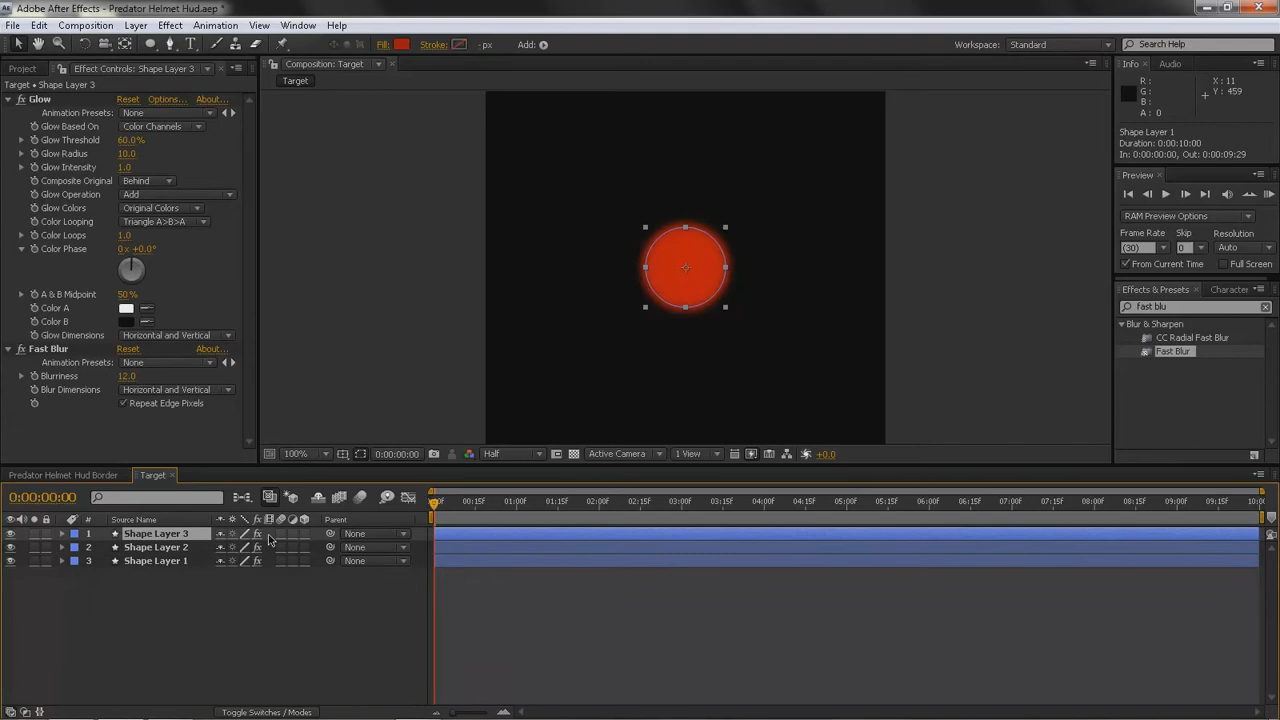 Adobe After Effects - Predator Helmet Hud.aep *
File Edit Composition Layer Effect Animation View Window Help
Fill: Stroke: - px Add: Workspace: Standard Search Help
Project Effect Controls: Shape Layer 3 Composition: Target Info Audio
Target • Shape Layer 3 Target
fx Glow Reset Options... About...
Animation Presets: None
Glow Based On Color Channels
Glow Threshold 60.0%
Glow Radius 10.0
Glow Intensity 1.0
Composite Original Behind
Glow Operation Add
Glow Colors Original Colors
Color Looping Triangle A>B>A
Color Loops 1.0
Color Phase 0x+0.0°
A & B Midpoint 50%
Color A
Color B
Glow Dimensions Horizontal and Vertical
fx Fast Blur Reset About...
Animation Presets: None
Blurriness 12.0
Blur Dimensions Horizontal and Vertical
Repeat Edge Pixels
R : X : 11
G : Y : 459
B :
A : 0
Shape Layer 1
Duration: 0:00:10:00
In: 0:00:00:00, Out: 0:00:09:29
Preview
RAM Preview Options
Frame Rate Skip Resolution
(30) 0 Auto
From Current Time Full Screen
Effects & Presets Character
fast blu
Blur & Sharpen
CC Radial Fast Blur
Fast Blur
100% 0:00:00:00 Half Active Camera 1 View +0.0
Predator Helmet Hud Border Target
0:00:00:00
00:15f 01:00f 01:15f 02:00f 02:15f 03:00f 03:15f 04:00f 04:15f 05:00f 05:15f 06:00f 06:15f 07:00f 07:15f 08:00f 08:15f 09:00f 09:15f 10:0
# Source Name Parent
1 Shape Layer 3 None
2 Shape Layer 2 None
3 Shape Layer 1 None
Toggle Switches / Modes